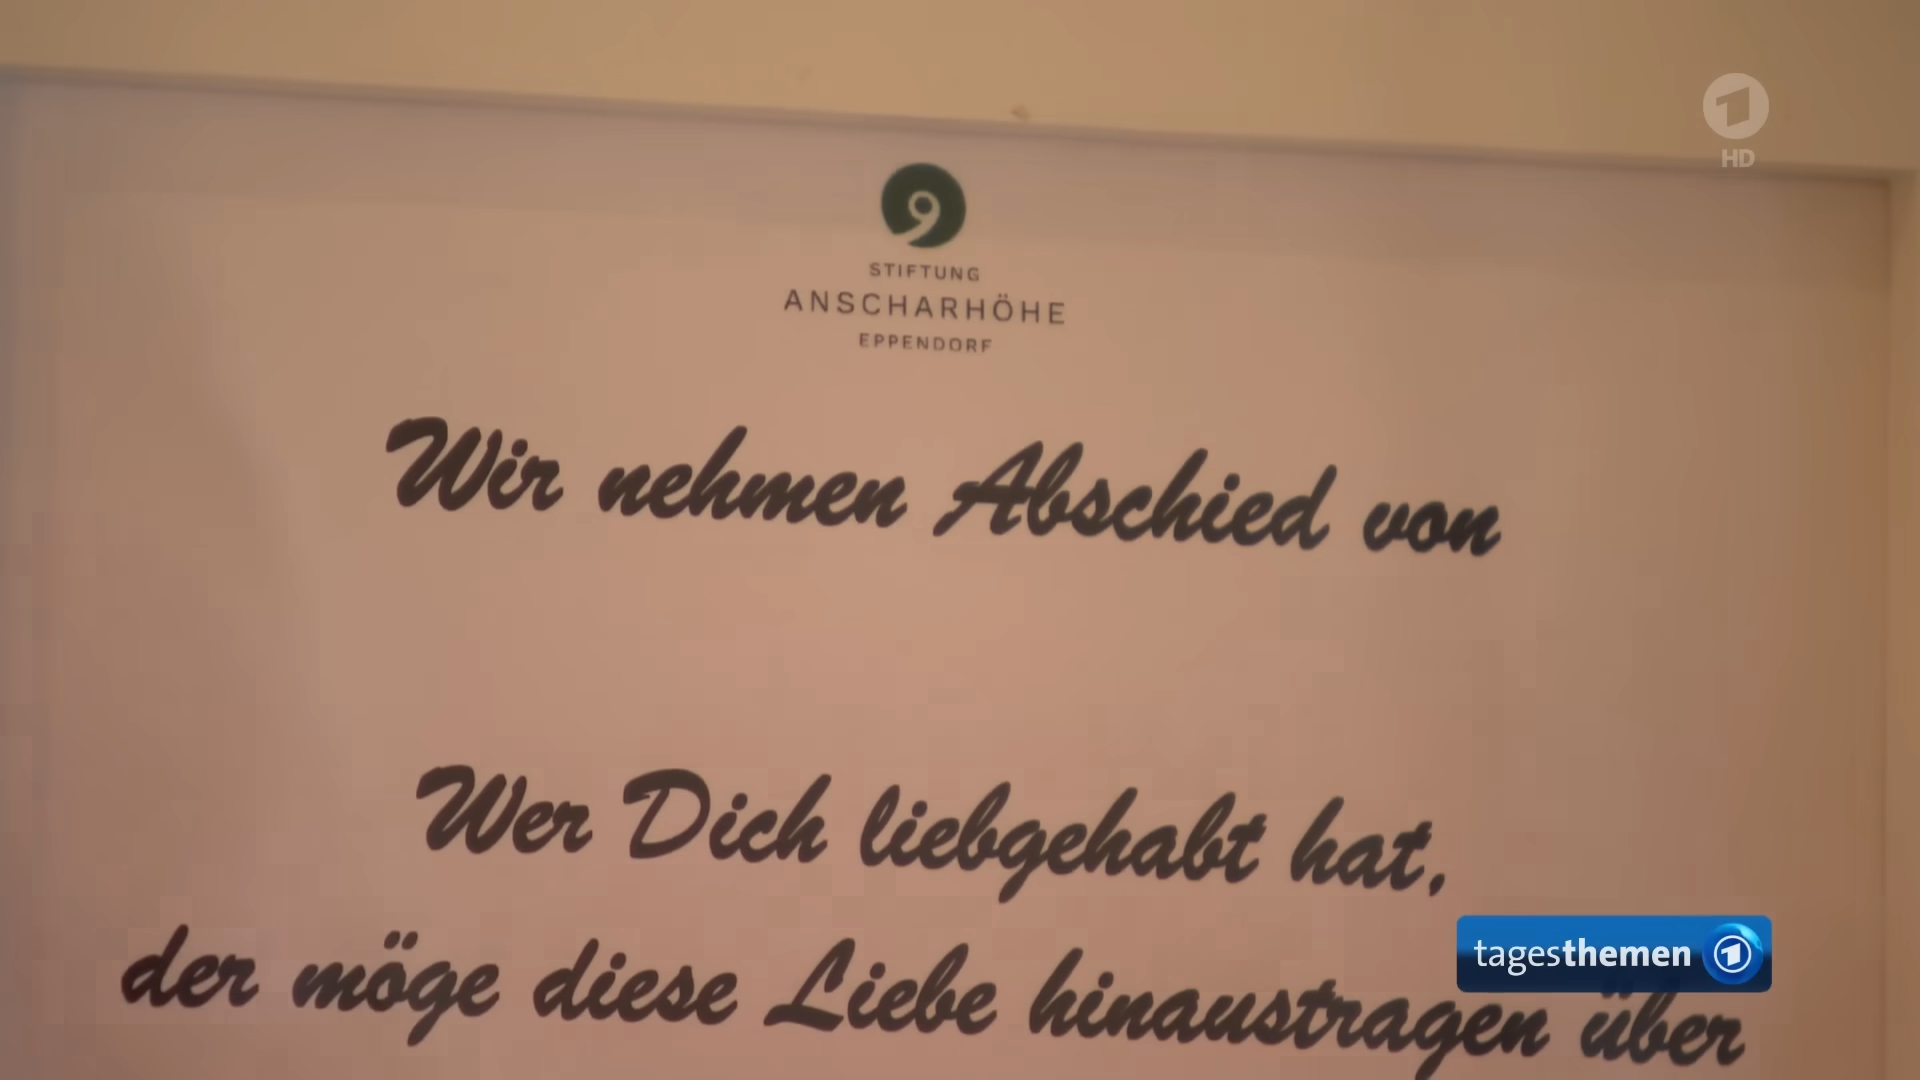 HD
STIFTUNG
ANSCHARHÖHE
EPPENDORF
Wir nehmen Abschied von
Wer Dich liebgehabt hat,
der möge diese Liebe hinaustragen über
tagesthemen